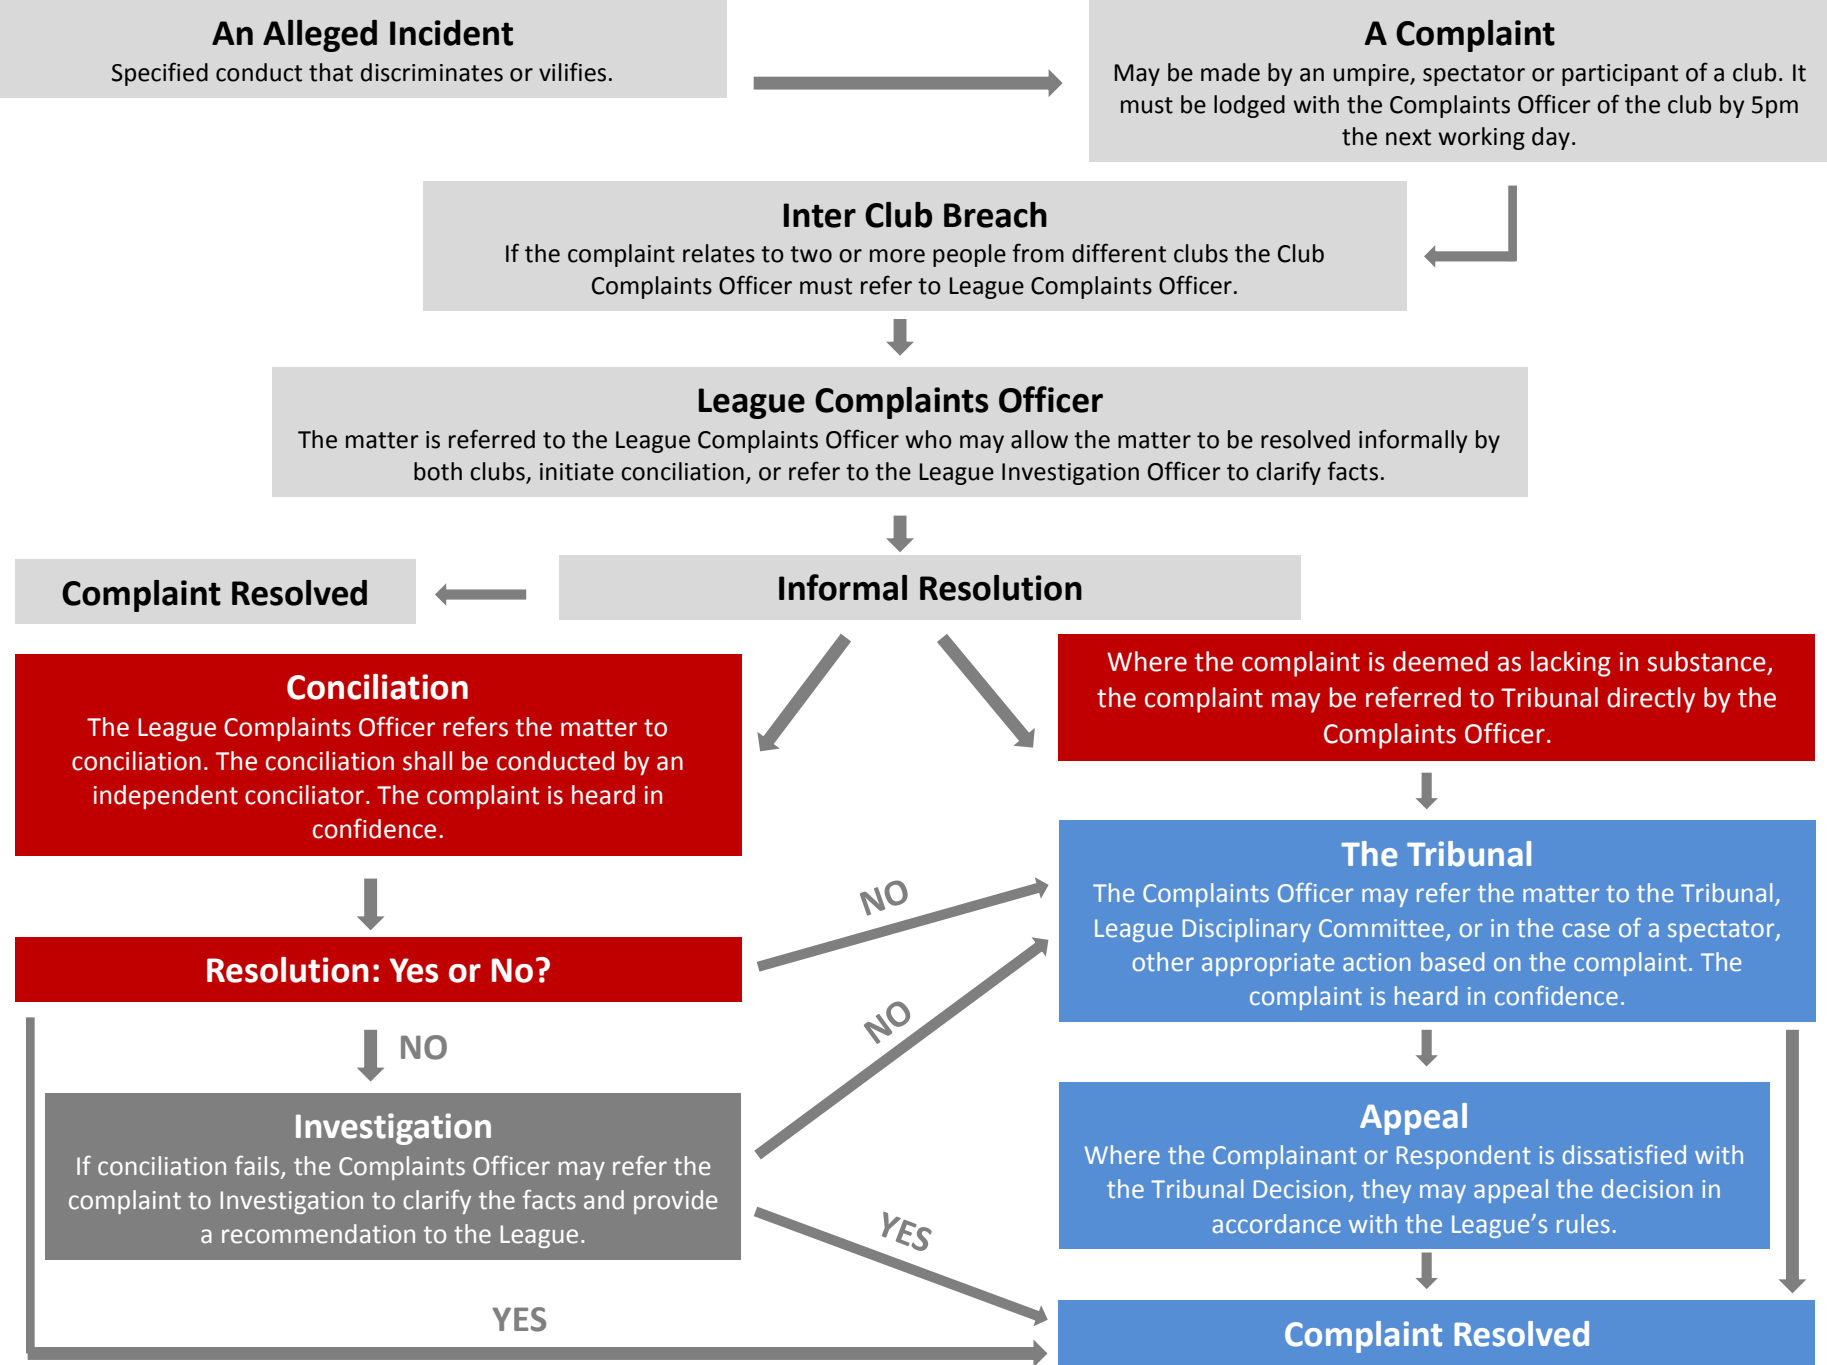 An Alleged Incident
Specified conduct that discriminates or vilifies.
A Complaint
May be made by an umpire, spectator or participant of a club. It
must be lodged with the Complaints Officer of the club by 5pm
the next working day.
Inter Club Breach
If the complaint relates to two or more people from different clubs the Club
Complaints Officer must refer to League Complaints Officer.
League Complaints Officer
The matter is referred to the League Complaints Officer who may allow the matter to be resolved informally by
both clubs, initiate conciliation, or refer to the League Investigation Officer to clarify facts.
Informal Resolution
Complaint Resolved
Conciliation
The League Complaints Officer refers the matter to
conciliation. The conciliation shall be conducted by an
independent conciliator. The complaint is heard in
confidence.
Where the complaint is deemed as lacking in substance,
the complaint may be referred to Tribunal directly by the
Complaints Officer.
Resolution: Yes or No?
NO
NO
NO
The Tribunal
The Complaints Officer may refer the matter to the Tribunal,
League Disciplinary Committee, or in the case of a spectator,
other appropriate action based on the complaint. The
complaint is heard in confidence.
Investigation
If conciliation fails, the Complaints Officer may refer the
complaint to Investigation to clarify the facts and provide
a recommendation to the League.
YES
YES
Appeal
Where the Complainant or Respondent is dissatisfied with
the Tribunal Decision, they may appeal the decision in
accordance with the League’s rules.
Complaint Resolved